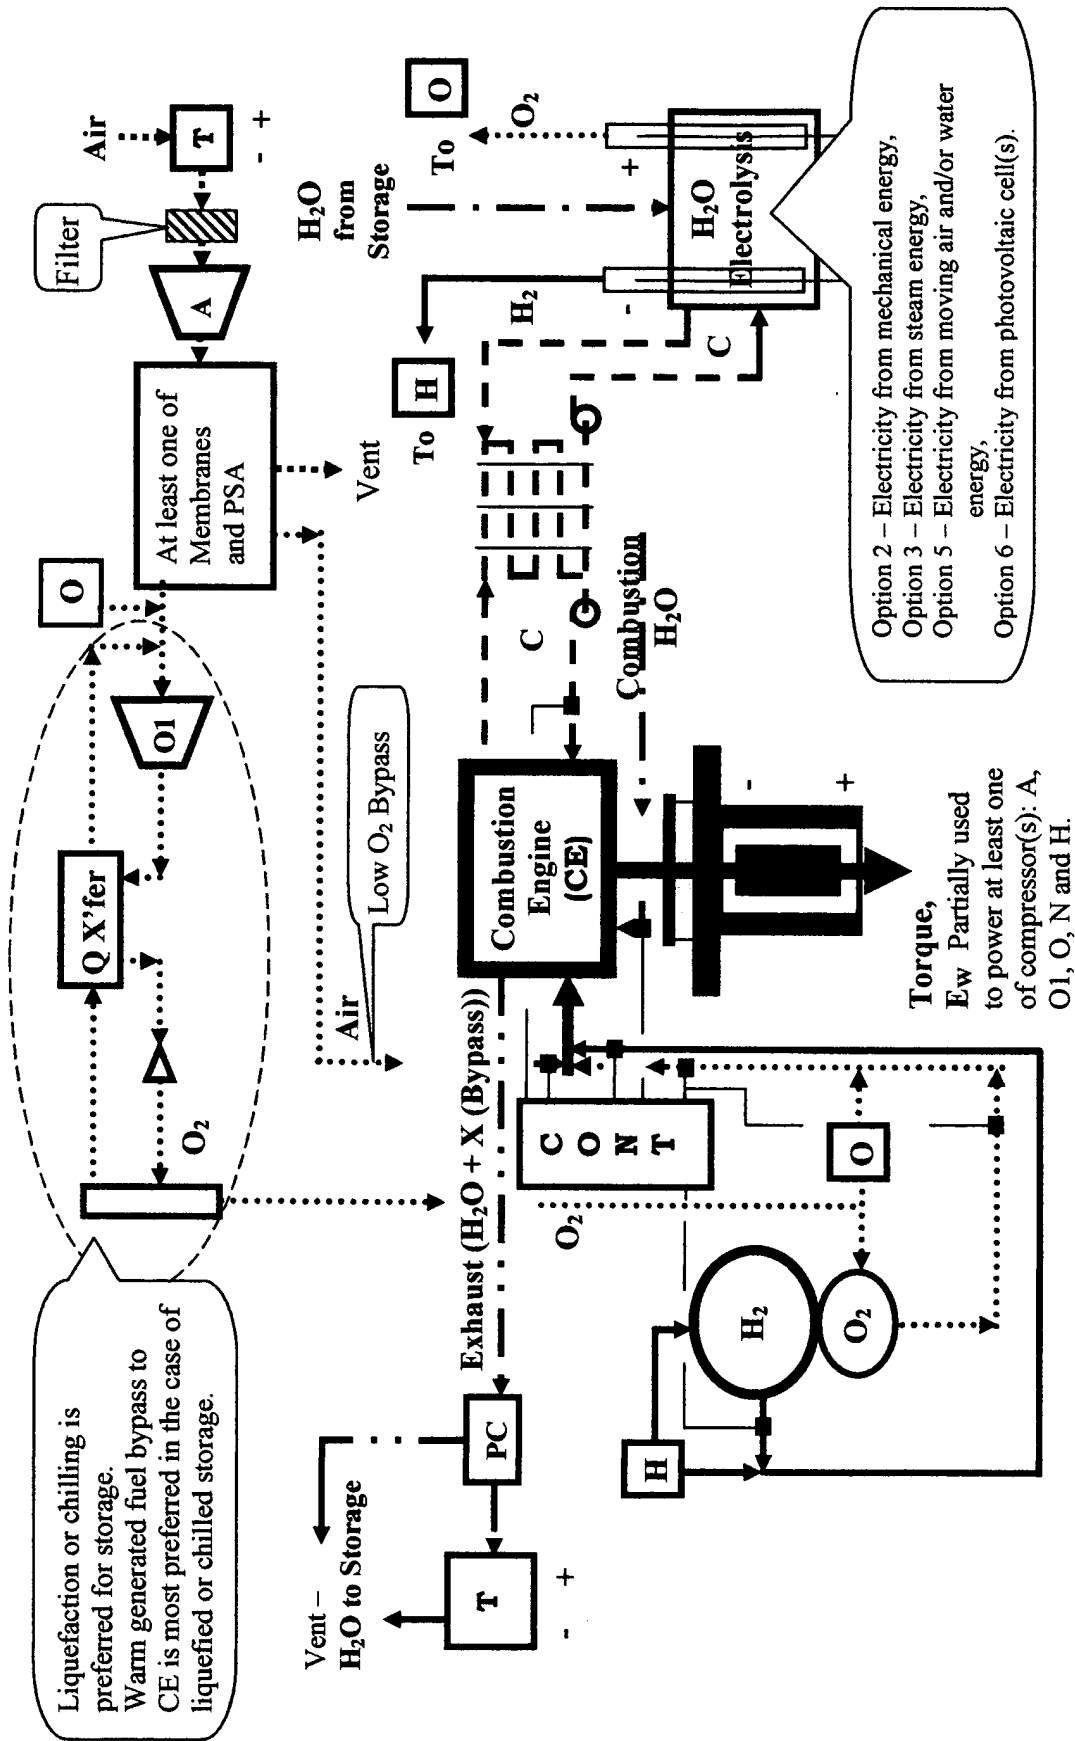 Liquefaction or chilling is
preferred for storage.
Warm generated fuel bypass to
CE is most preferred in the case of
liquefied or chilled storage.
O₂
Q X'fer
O1
O
At least one of
Membranes
and PSA
A
Filter
Air
T
- +
Vent
Air
Low O₂ Bypass
Vent –
H₂O to Storage
T
- +
PC
Exhaust (H₂O + X (Bypass))
O₂
C
O
N
T
Combustion
Engine
(CE)
C
Combustion
H₂O
To
H
H₂
-
C
H₂O
from
Storage
+
To
O
O₂
H₂O
Electrolysis
H
H₂
O₂
O
-
+
Torque,
Ew Partially used
to power at least one
of compressor(s): A,
O1, O, N and H.
Option 2 – Electricity from mechanical energy,
Option 3 – Electricity from steam energy,
Option 5 – Electricity from moving air and/or water
energy,
Option 6 – Electricity from photovoltaic cell(s).